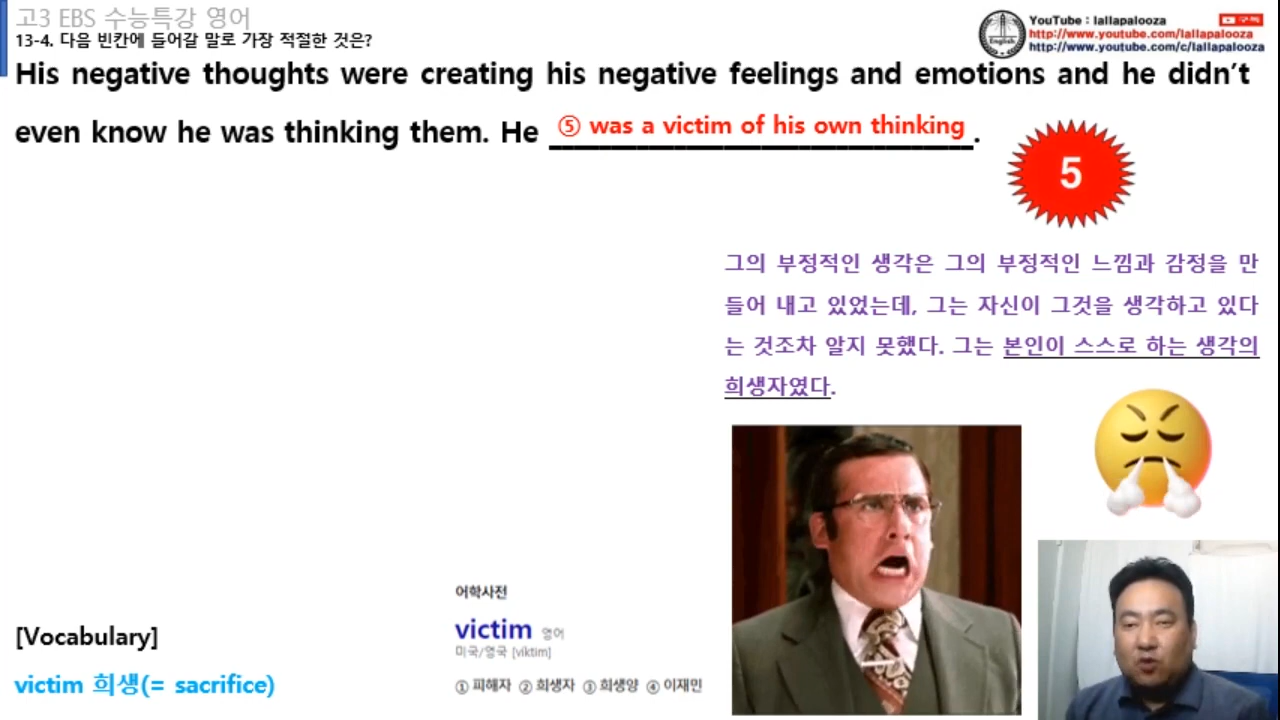 고3 EBS 수능특강 영어
13-4. 다음 빈칸에 들어갈 말로 가장 적절한 것은?
YouTube : lallapalooza
구독
http://www.youtube.com/lallapalooza
http://www.youtube.com/c/lallapalooza
English
His negative thoughts were creating his negative feelings and emotions and he didn't
even know he was thinking them. He ⑤ was a victim of his own thinking.
5
그의 부정적인 생각은 그의 부정적인 느낌과 감정을 만
들어 내고 있었는데, 그는 자신이 그것을 생각하고 있다
는 것조차 알지 못했다. 그는 본인이 스스로 하는 생각의
희생자였다.
어학사전
victim 영어
미국/영국 [víktim]
① 피해자 ② 희생자 ③ 희생양 ④ 이재민
[Vocabulary]
victim 희생(= sacrifice)